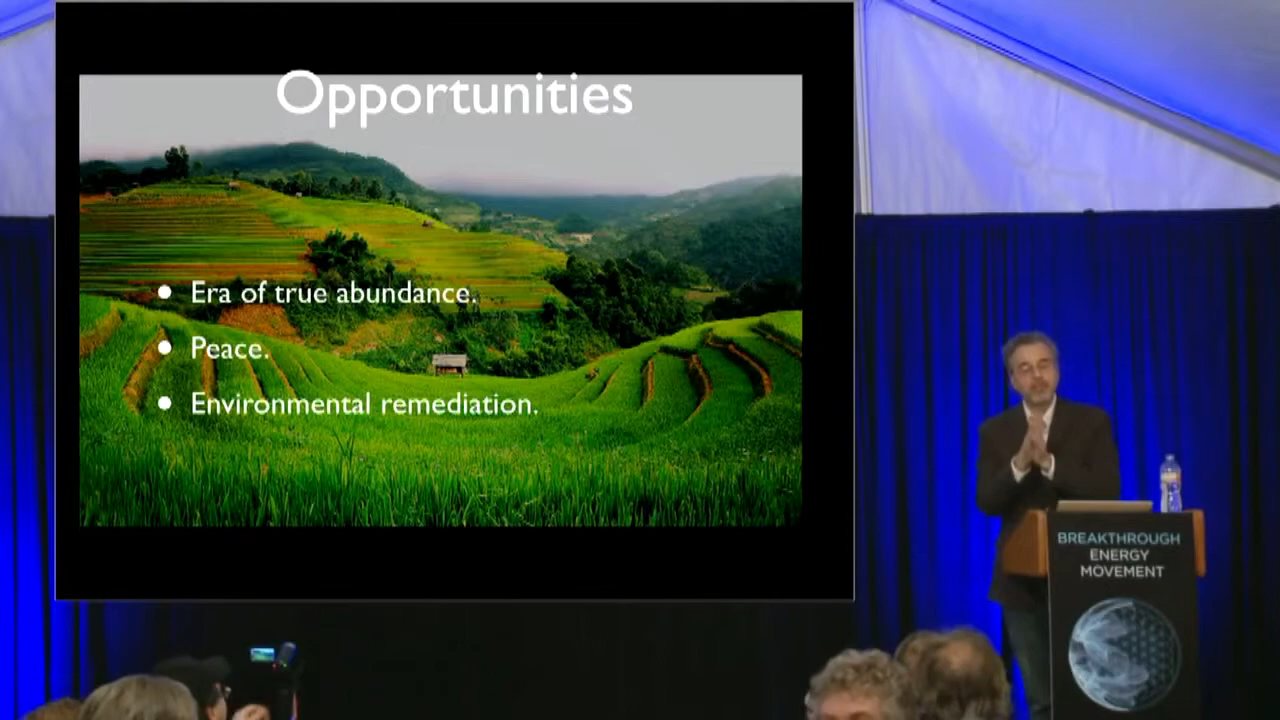 Opportunities
Era of true abundance.
Peace.
Environmental remediation.
BREAKTHROUGH
ENERGY
MOVEMENT